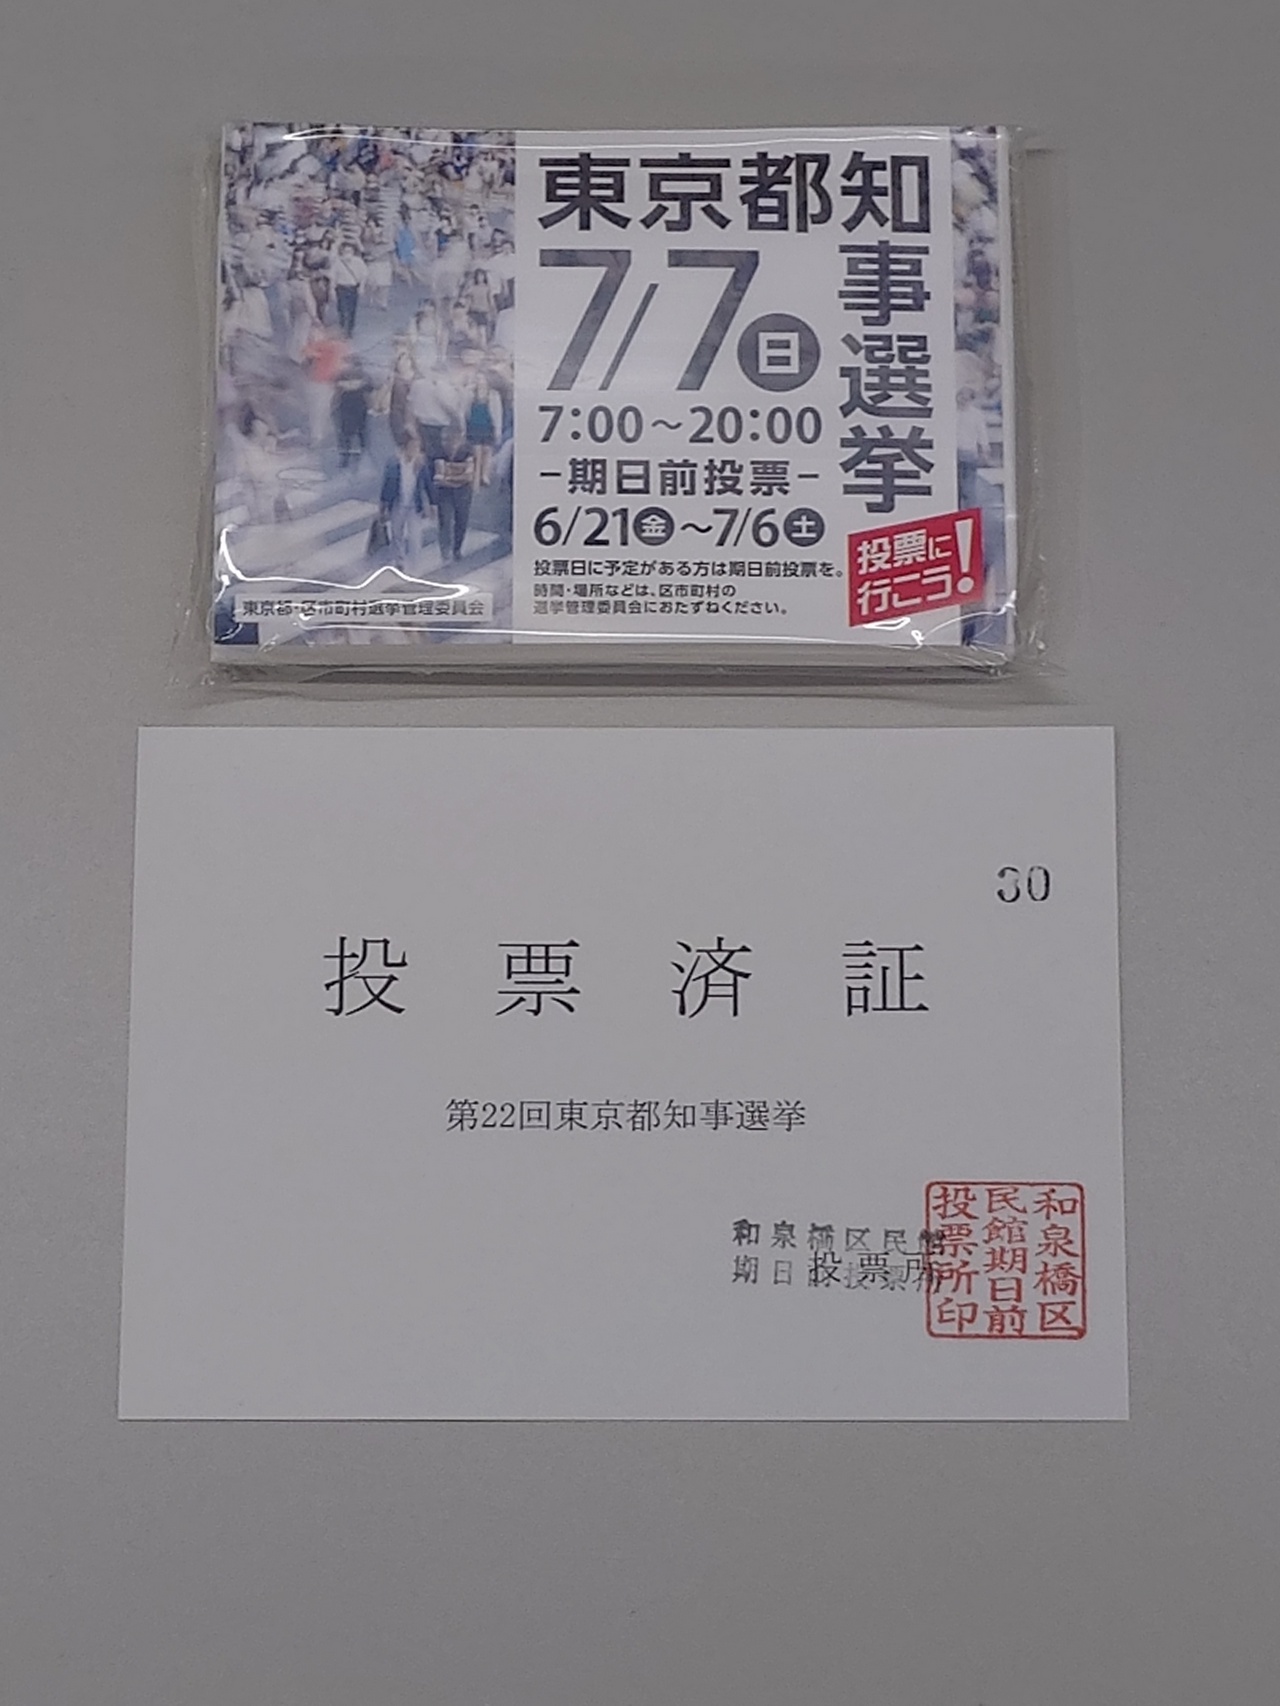 東京都知事選挙
7/7日
7:00～20:00
－期日前投票－
6/21金～7/6土
投票日に予定がある方は期日前投票を。
時間・場所などは、区市町村の
選挙管理委員会におたずねください。
投票に
行こう!
東京都・区市町村選挙管理委員会
30
投票済証
第22回東京都知事選挙
和泉橋区民館
期日前投票所
投票所
和泉橋区
民館期日前
投票所印